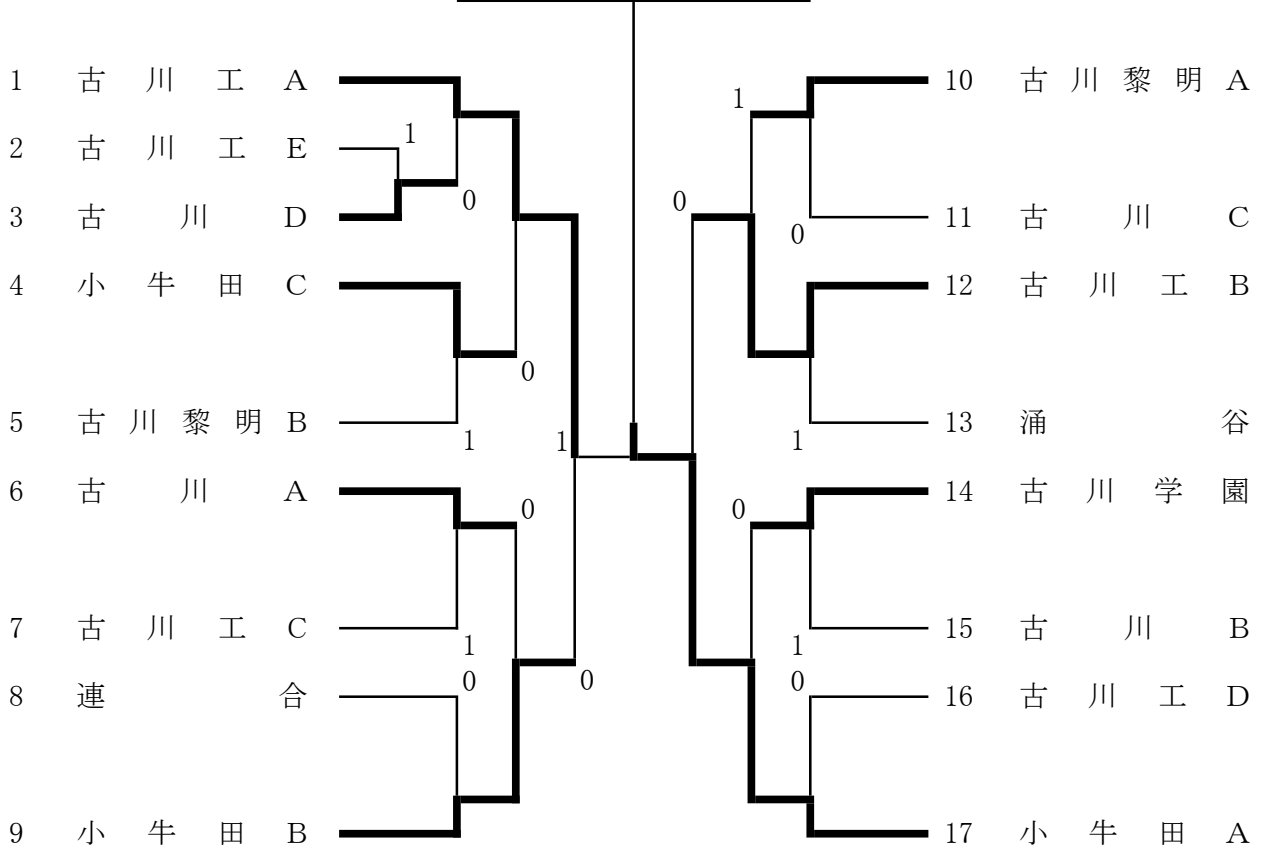 1 古川工A
2 古川工E
3 古川D
4 小牛田C
5 古川黎明B
6 古川A
7 古川工C
8 連合
9 小牛田B
1
0
0
1
1
0
1
0
0
1
0
0
1
0
1
0
10 古川黎明A
11 古川C
12 古川工B
13 涌谷
14 古川学園
15 古川B
16 古川工D
17 小牛田A